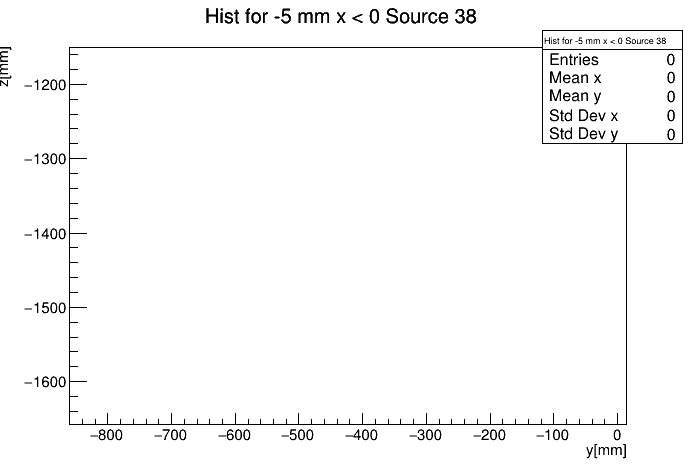 Hist for -5 mm x < 0 Source 38
Hist for -5 mm x < 0 Source 38
Entries 0
Mean x 0
Mean y 0
Std Dev x 0
Std Dev y 0
z[mm]
−1200
−1300
−1400
−1500
−1600
−800 −700 −600 −500 −400 −300 −200 −100 0
y[mm]